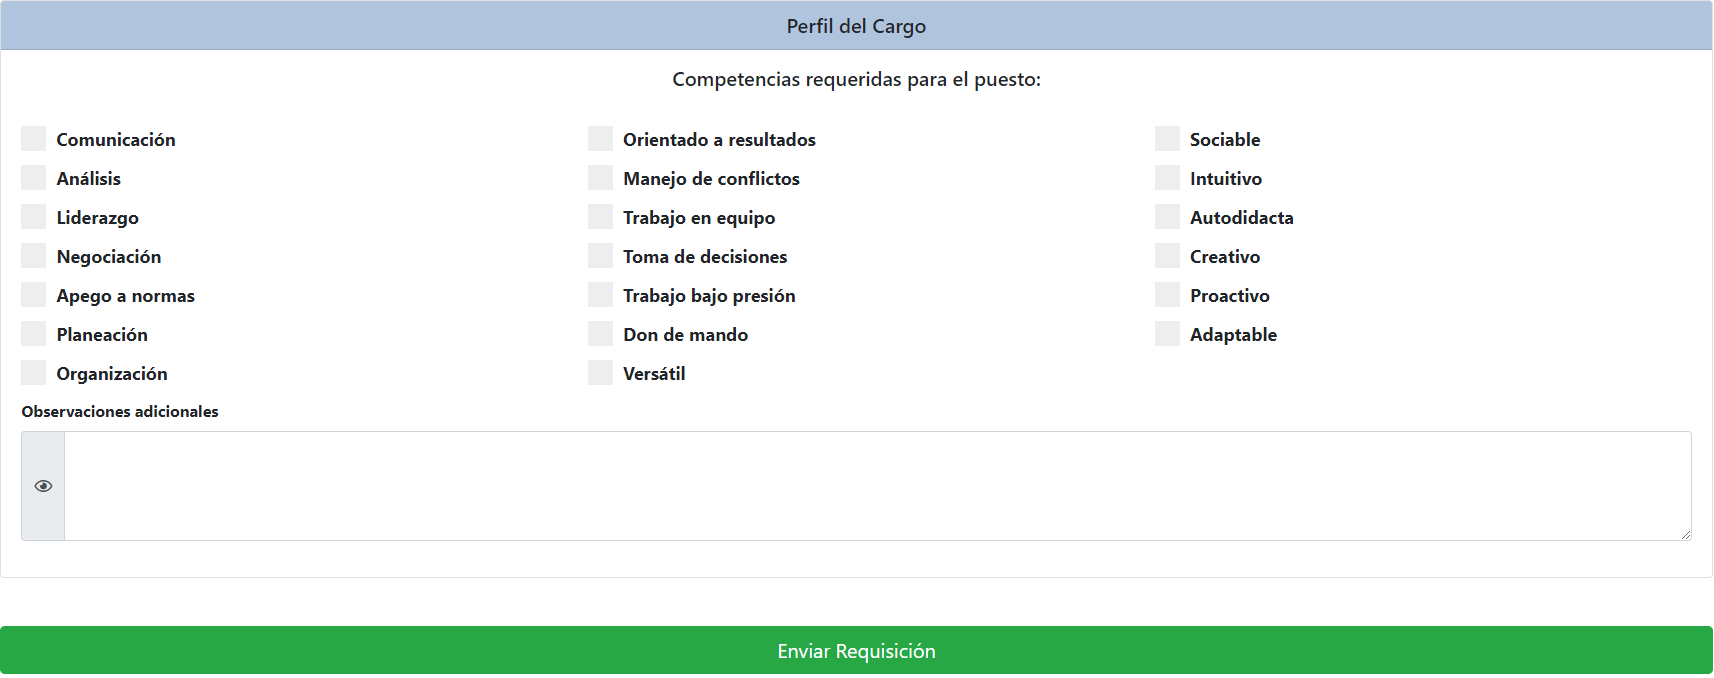 Perfil del Cargo
Competencias requeridas para el puesto:
Comunicación
Análisis
Liderazgo
Negociación
Apego a normas
Planeación
Organización
Orientado a resultados
Manejo de conflictos
Trabajo en equipo
Toma de decisiones
Trabajo bajo presión
Don de mando
Versátil
Sociable
Intuitivo
Autodidacta
Creativo
Proactivo
Adaptable
Observaciones adicionales
Enviar Requisición